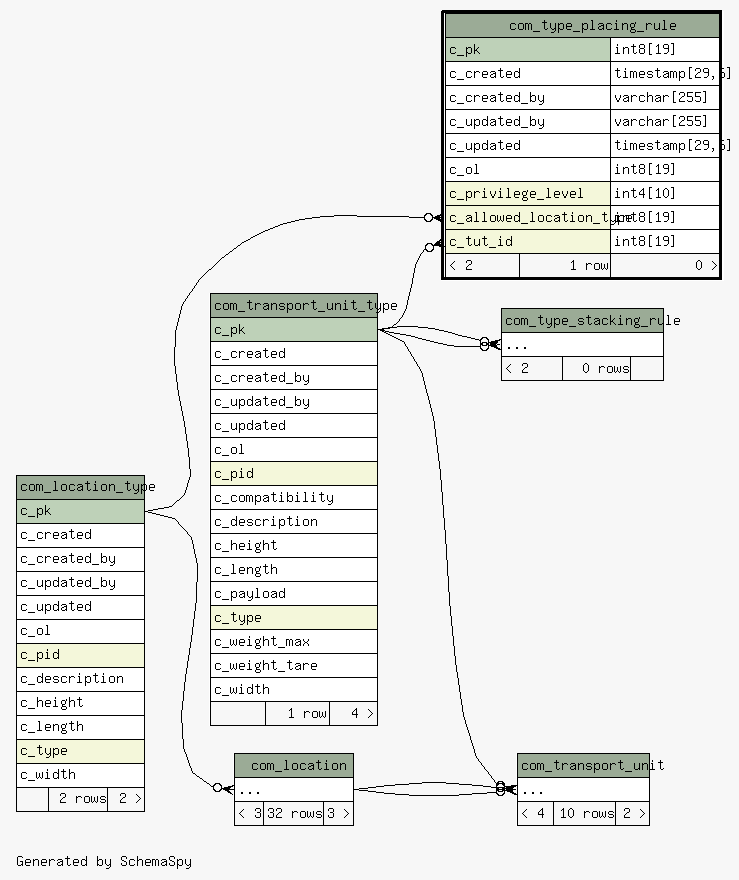 com_type_placing_rule
c_pk int8[19]
c_created timestamp[29,6]
c_created_by varchar[255]
c_updated_by varchar[255]
c_updated timestamp[29,6]
c_ol int8[19]
c_privilege_level int4[10]
c_allowed_location_type int8[19]
c_tut_id int8[19]
< 2 1 row 0 >
com_transport_unit_type
c_pk
c_created
c_created_by
c_updated_by
c_updated
c_ol
c_pid
c_compatibility
c_description
c_height
c_length
c_payload
c_type
c_weight_max
c_weight_tare
c_width
1 row 4 >
com_type_stacking_rule
...
< 2 0 rows
com_location_type
c_pk
c_created
c_created_by
c_updated_by
c_updated
c_ol
c_pid
c_description
c_height
c_length
c_type
c_width
2 rows 2 >
com_location
...
< 3 32 rows 3 >
com_transport_unit
...
< 4 10 rows 2 >
Generated by SchemaSpy